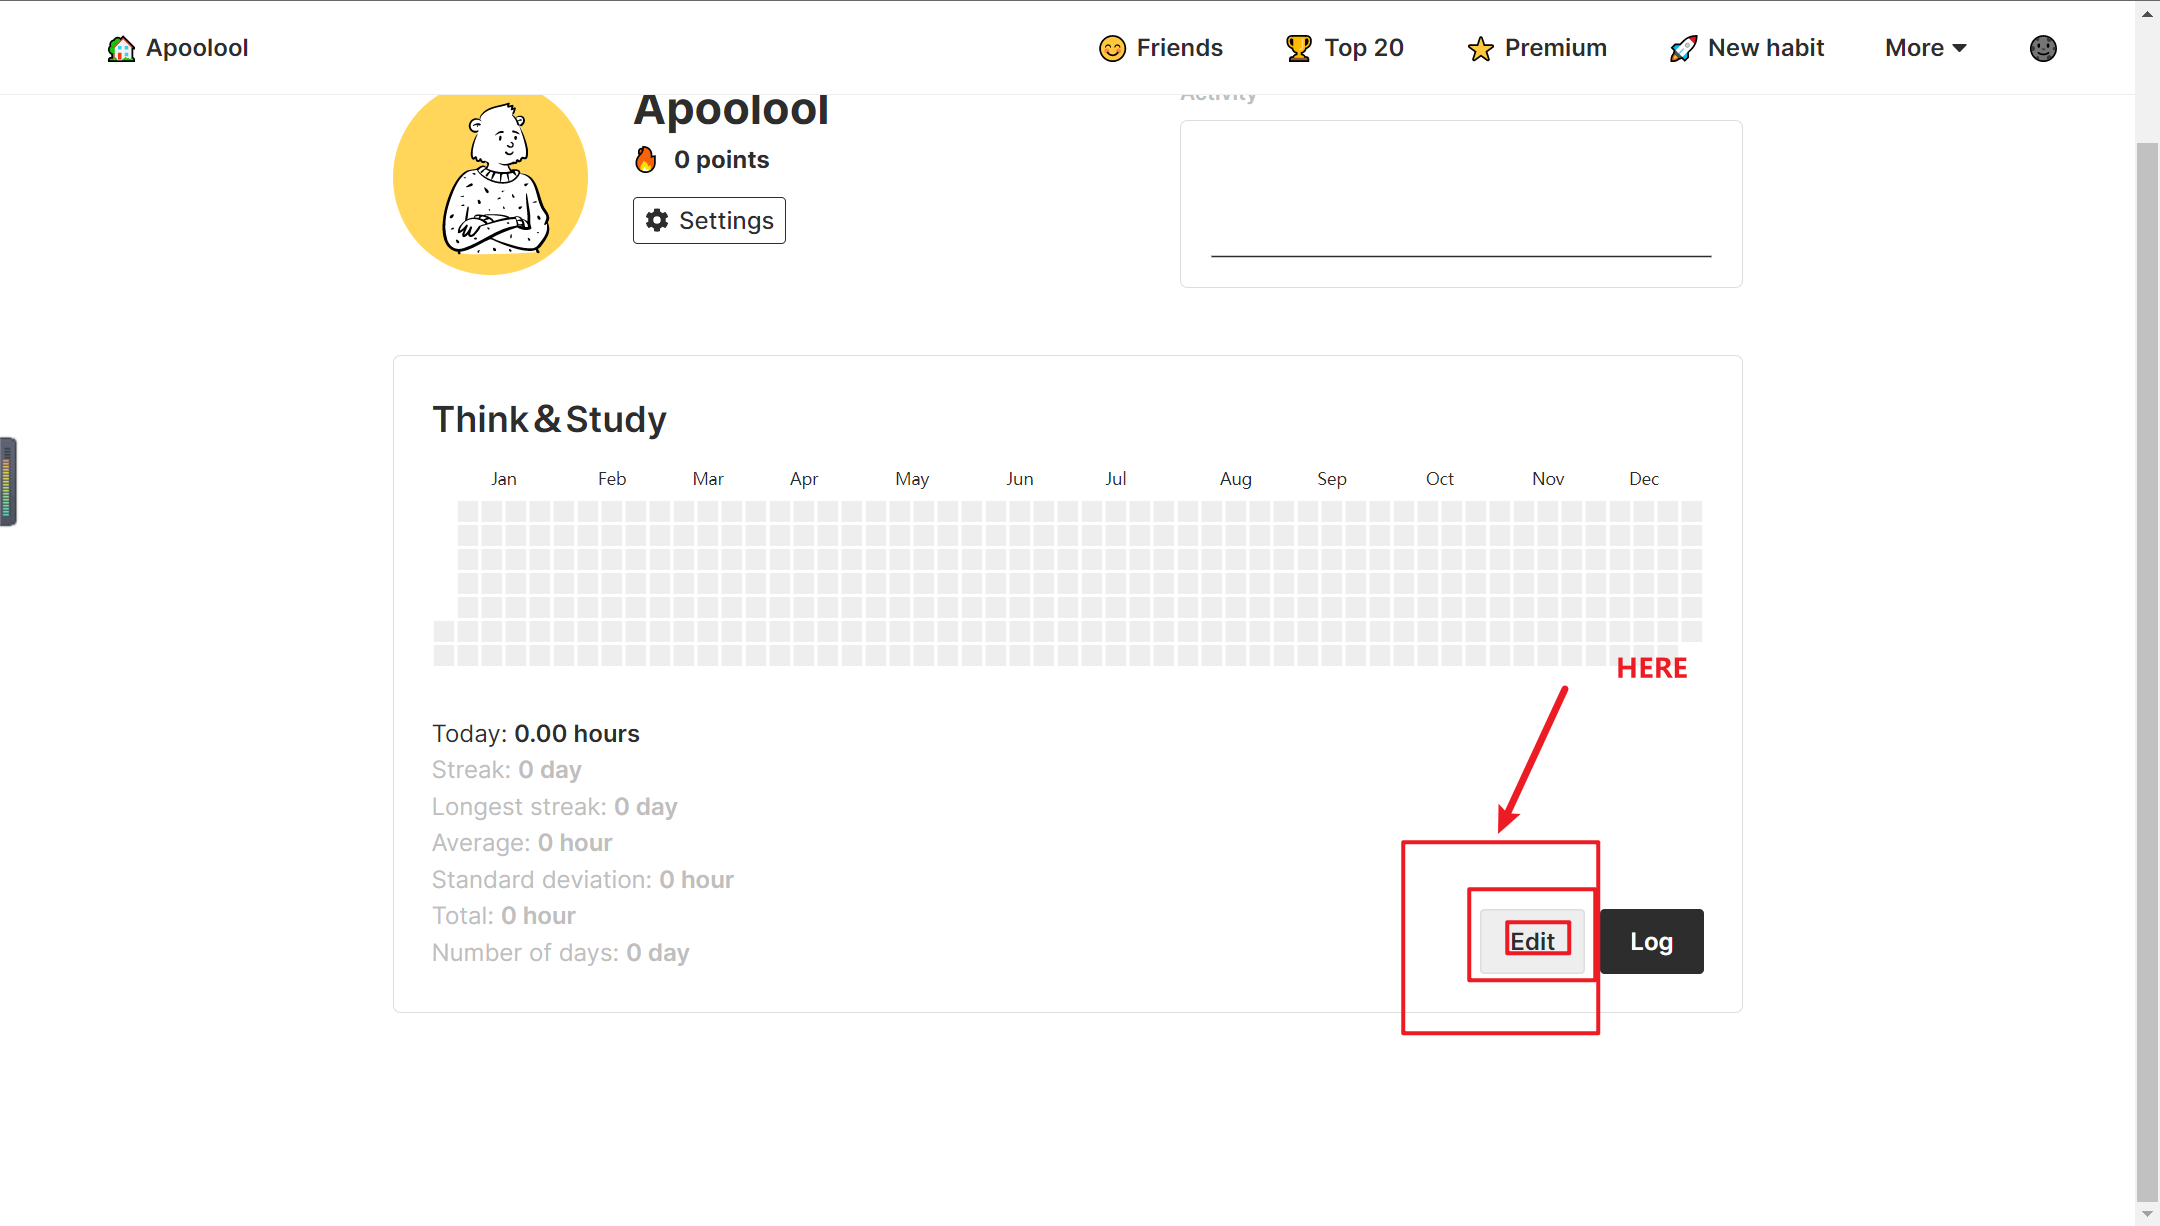 Apoolool
Friends
Top 20
Premium
New habit
More
Apoolool
0 points
Settings
Activity
Think&Study
Jan Feb Mar Apr May Jun Jul Aug Sep Oct Nov Dec
HERE
Today: 0.00 hours
Streak: 0 day
Longest streak: 0 day
Average: 0 hour
Standard deviation: 0 hour
Total: 0 hour
Number of days: 0 day
Edit
Log